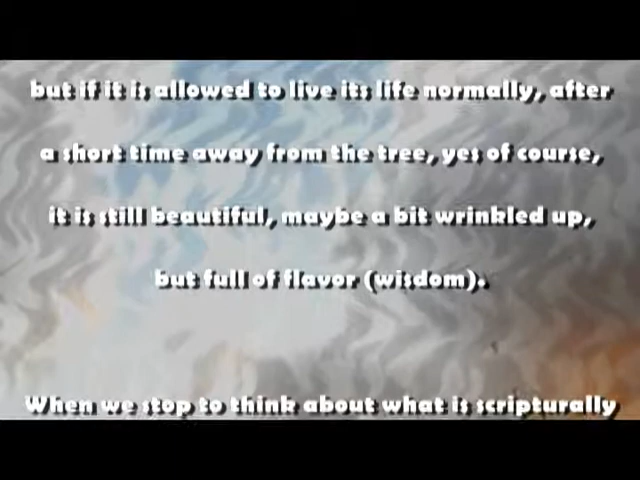 but if it is allowed to live its life normally, after
a short time away from the tree, yes of course,
it is still beautiful, maybe a bit wrinkled up,
but full of flavor (wisdom).
When we stop to think about what is scripturally